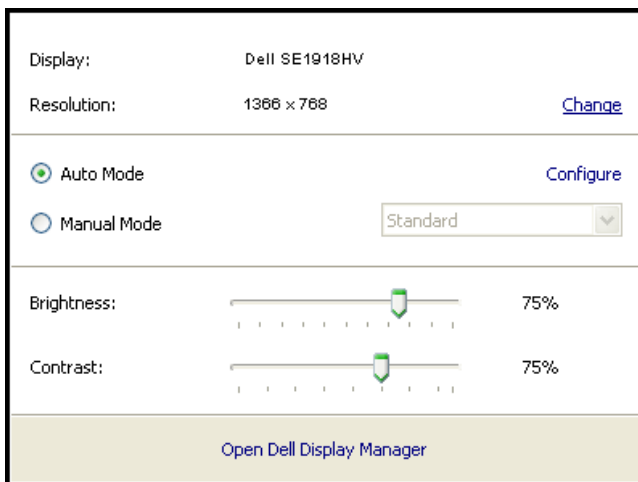 Display: Dell SE1918HV
Resolution: 1366 x 768 Change
Auto Mode Configure
Manual Mode Standard
Brightness: 75%
Contrast: 75%
Open Dell Display Manager